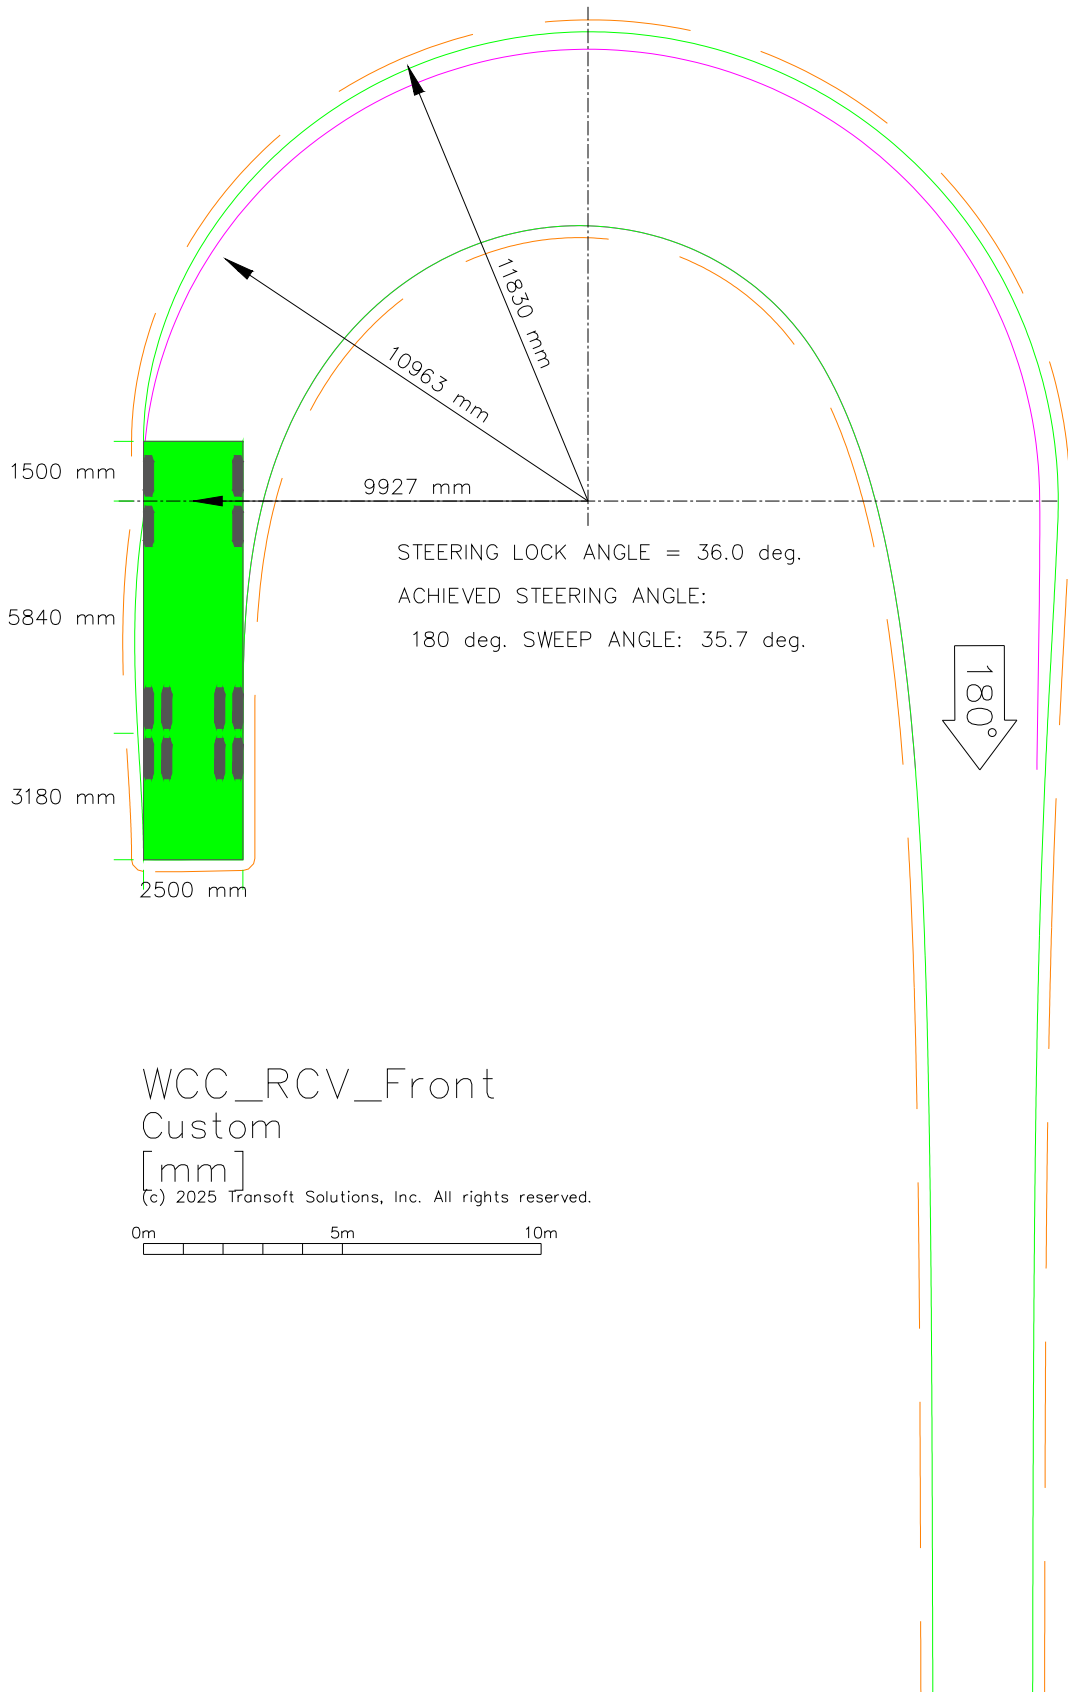 11830 mm
10963 mm
1500 mm
9927 mm
STEERING LOCK ANGLE = 36.0 deg.
ACHIEVED STEERING ANGLE:
5840 mm
180 deg. SWEEP ANGLE: 35.7 deg.
180°
3180 mm
2500 mm
WCC_RCV_Front
Custom
[mm]
(c) 2025 Transoft Solutions, Inc. All rights reserved.
0m 5m 10m